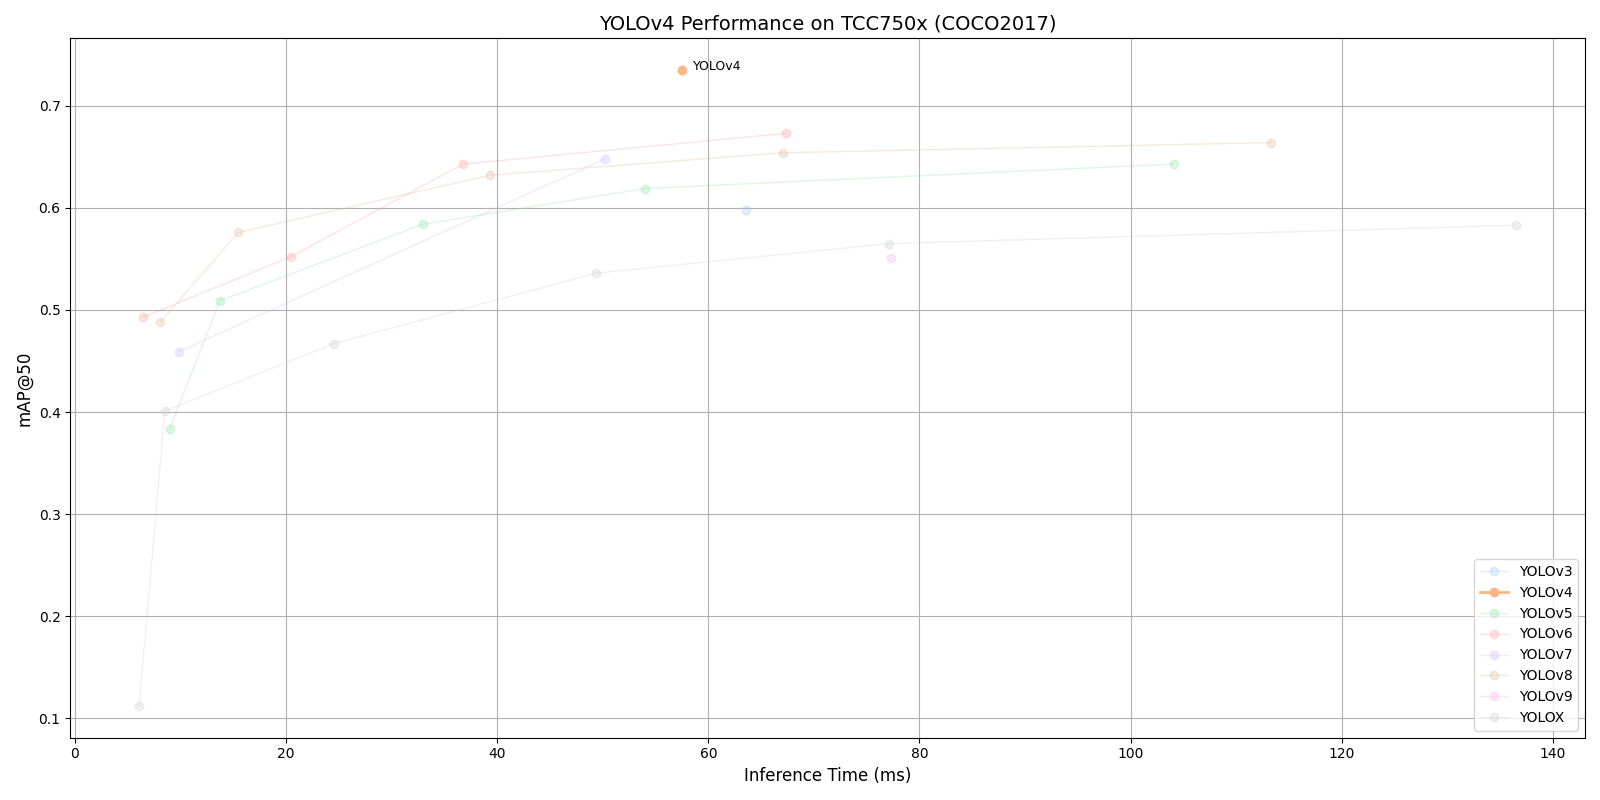 YOLOv4 Performance on TCC750x (COCO2017)
YOLOv4
mAP@50
0.7
0.6
0.5
0.4
0.3
0.2
0.1
0
20
40
60
80
100
120
140
Inference Time (ms)
YOLOv3
YOLOv4
YOLOv5
YOLOv6
YOLOv7
YOLOv8
YOLOv9
YOLOX